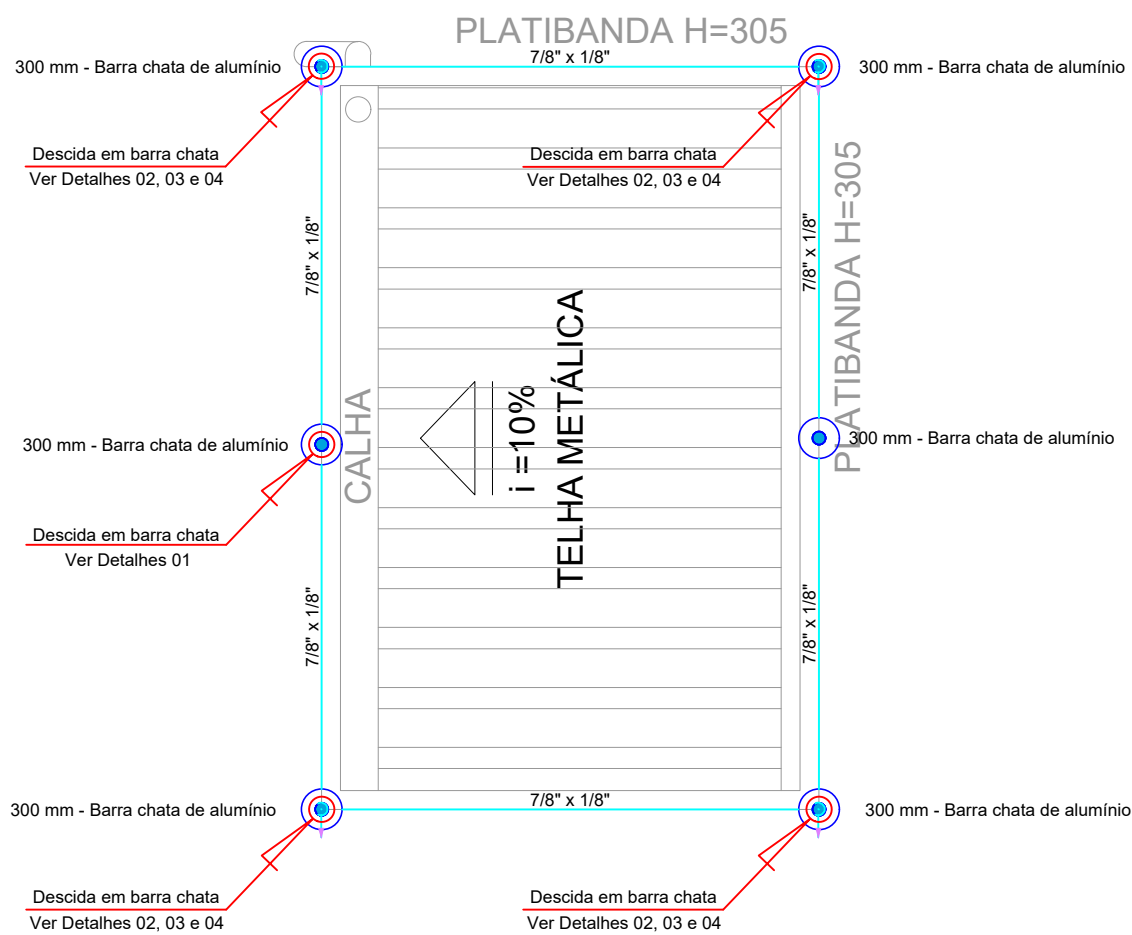 PLATIBANDA H=305
7/8" x 1/8"
300 mm - Barra chata de alumínio
300 mm - Barra chata de alumínio
Descida em barra chata
Ver Detalhes 02, 03 e 04
Descida em barra chata
Ver Detalhes 02, 03 e 04
7/8" x 1/8"
7/8" x 1/8"
PLATIBANDA H=305
CALHA
i =10%
TELHA METÁLICA
300 mm - Barra chata de alumínio
300 mm - Barra chata de alumínio
Descida em barra chata
Ver Detalhes 01
7/8" x 1/8"
7/8" x 1/8"
7/8" x 1/8"
300 mm - Barra chata de alumínio
300 mm - Barra chata de alumínio
Descida em barra chata
Ver Detalhes 02, 03 e 04
Descida em barra chata
Ver Detalhes 02, 03 e 04